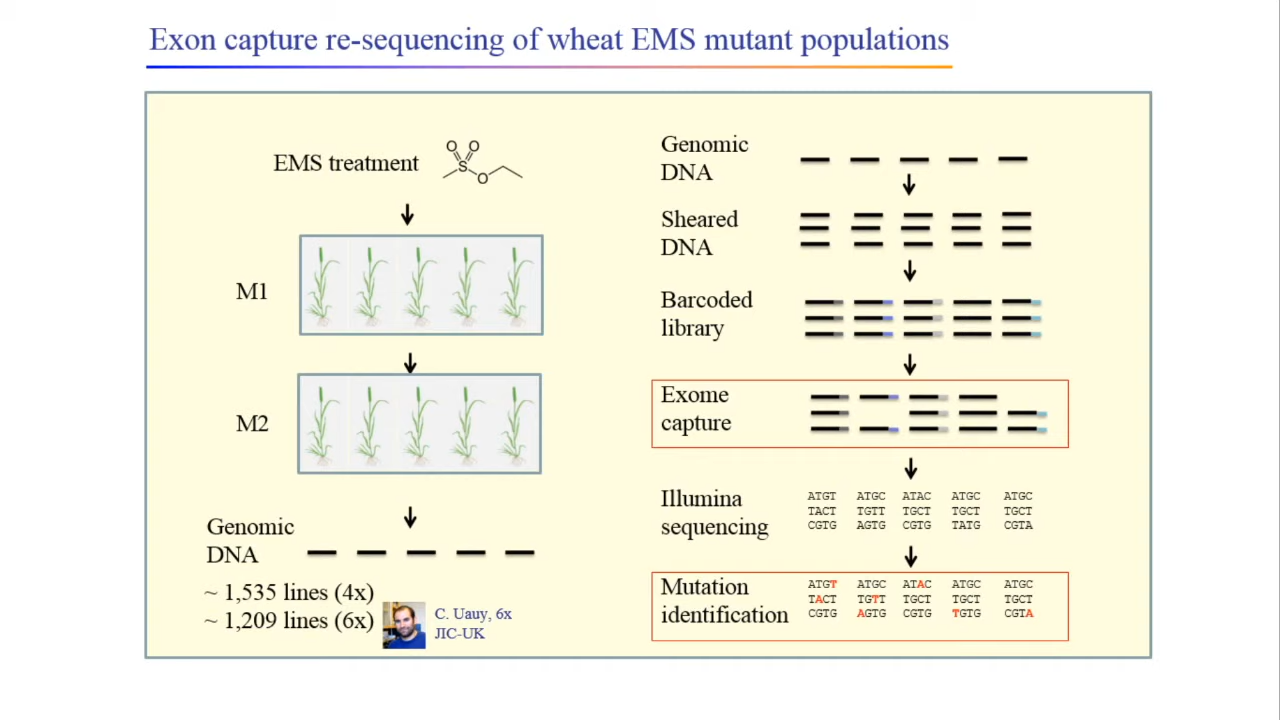 Exon capture re-sequencing of wheat EMS mutant populations
EMS treatment
O O
S
O
M1
M2
Genomic
DNA
~ 1,535 lines (4x)
~ 1,209 lines (6x)
C. Uauy, 6x
JIC-UK
Genomic
DNA
Sheared
DNA
Barcoded
library
Exome
capture
Illumina
sequencing
ATGT ATGC ATAC ATGC ATGC
TACT TGTT TGCT TGCT TGCT
CGTG AGTG CGTG TATG CGTA
Mutation
identification
ATGT ATGC ATAC ATGC ATGC
TACT TGTT TGCT TGCT TGCT
CGTG AGTG CGTG TGTG CGTA